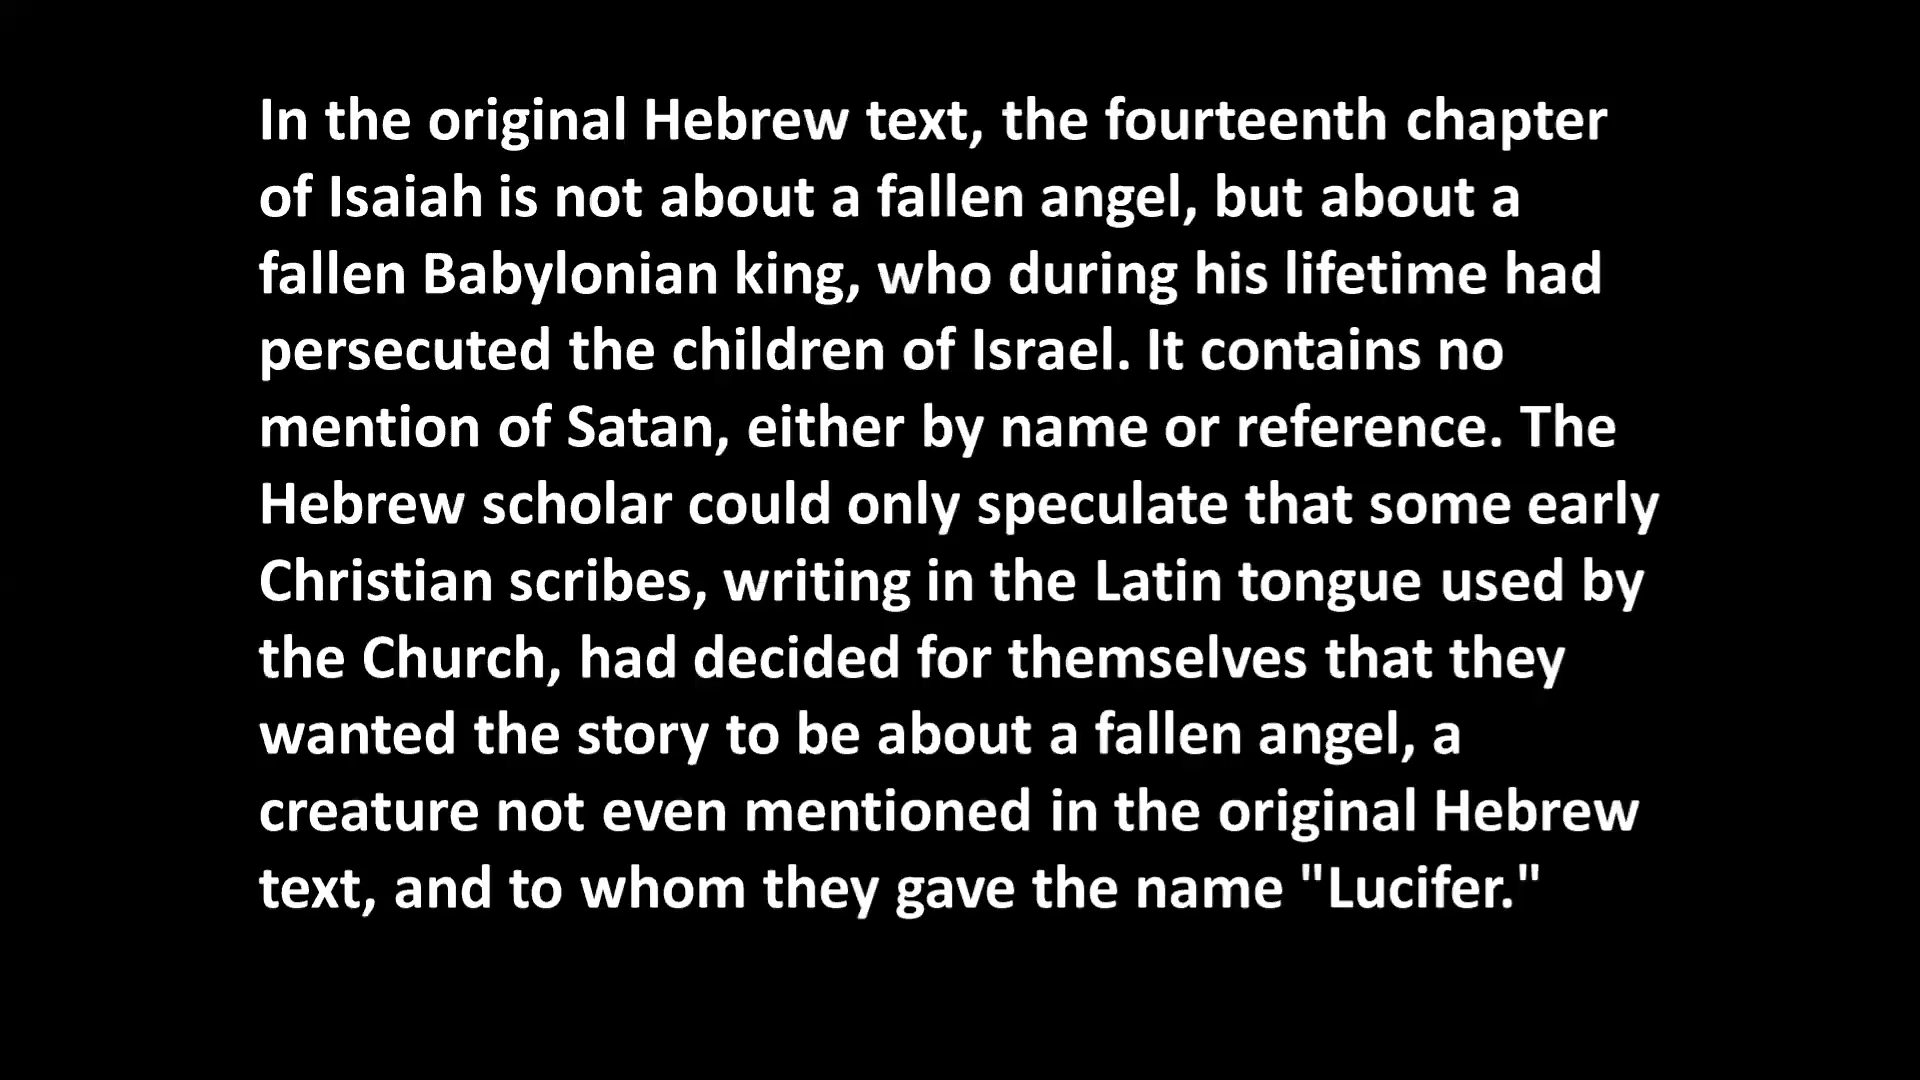 In the original Hebrew text, the fourteenth chapter
of Isaiah is not about a fallen angel, but about a
fallen Babylonian king, who during his lifetime had
persecuted the children of Israel. It contains no
mention of Satan, either by name or reference. The
Hebrew scholar could only speculate that some early
Christian scribes, writing in the Latin tongue used by
the Church, had decided for themselves that they
wanted the story to be about a fallen angel, a
creature not even mentioned in the original Hebrew
text, and to whom they gave the name "Lucifer."